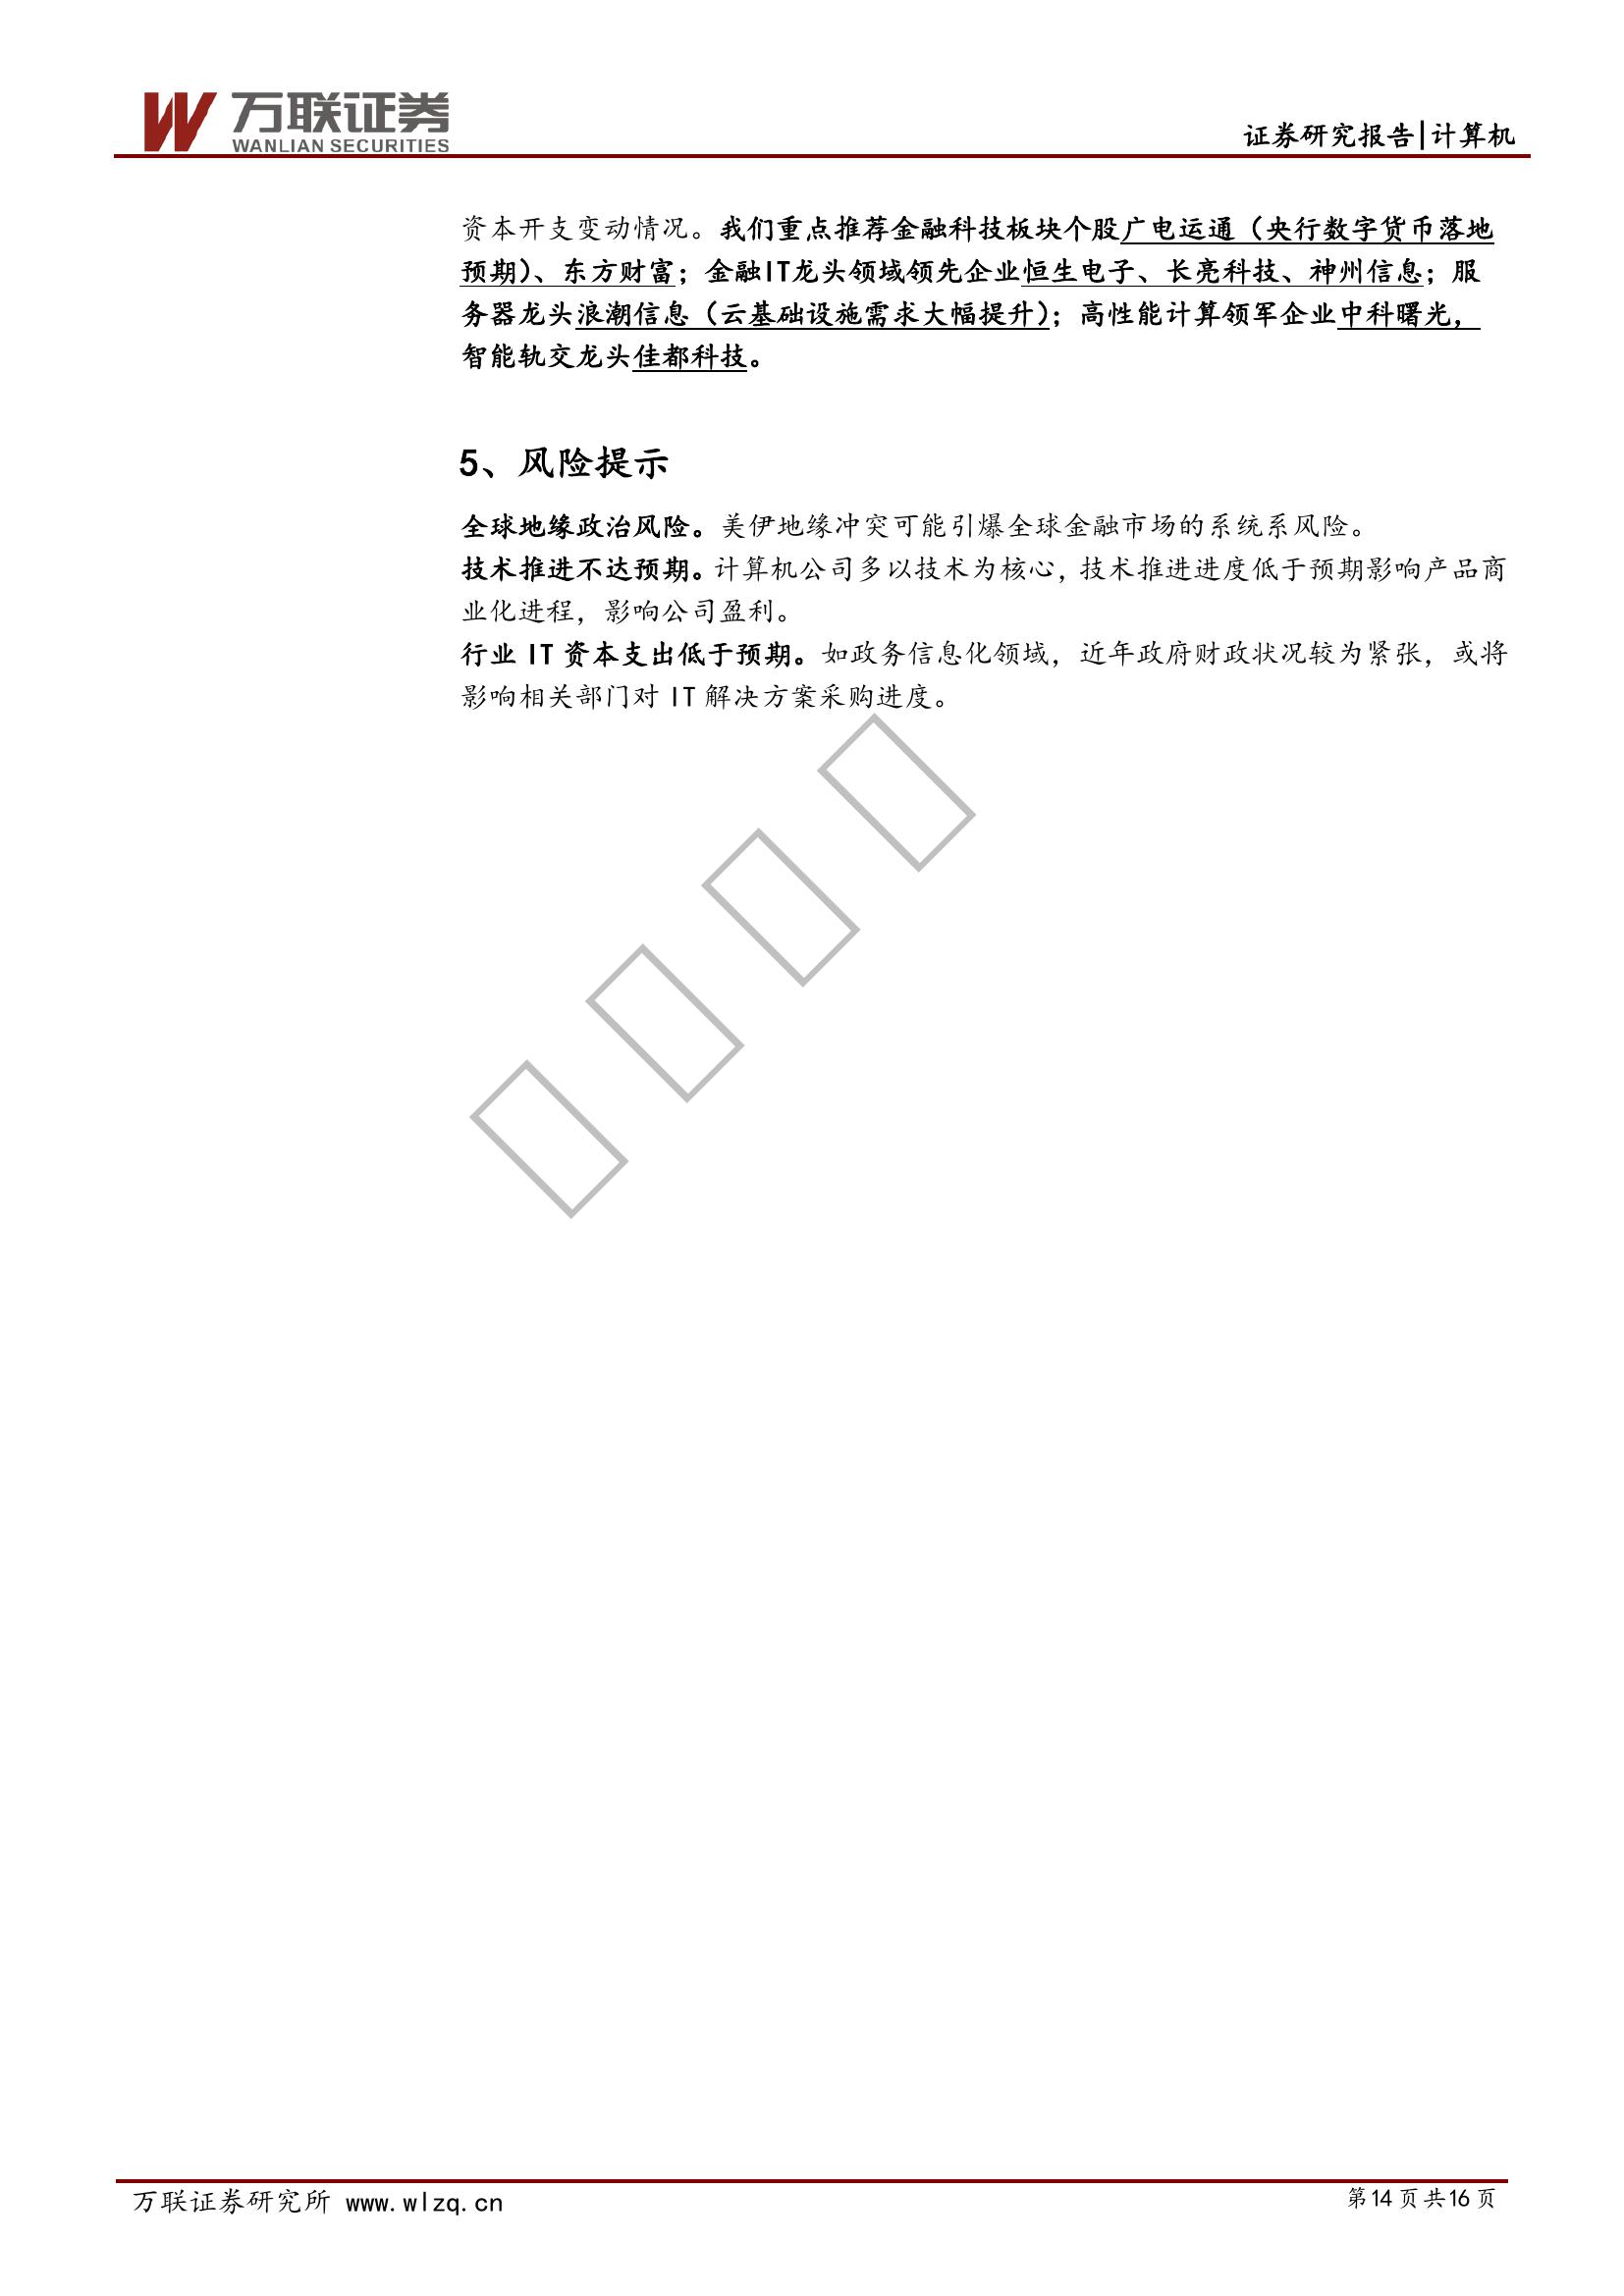 万联证券
WANLIAN SECURITIES
证券研究报告|计算机
资本开支变动情况。我们重点推荐金融科技板块个股广电运通（央行数字货币落地
预期）、东方财富；金融IT龙头领域领先企业恒生电子、长亮科技、神州信息；服
务器龙头浪潮信息（云基础设施需求大幅提升）；高性能计算领军企业中科曙光，
智能轨交龙头佳都科技。
5、风险提示
全球地缘政治风险。美伊地缘冲突可能引爆全球金融市场的系统系风险。
技术推进不达预期。计算机公司多以技术为核心，技术推进进度低于预期影响产品商
业化进程，影响公司盈利。
行业 IT 资本支出低于预期。如政务信息化领域，近年政府财政状况较为紧张，或将
影响相关部门对 IT 解决方案采购进度。
万联证券研究所 www.wlzq.cn
第14页共16页